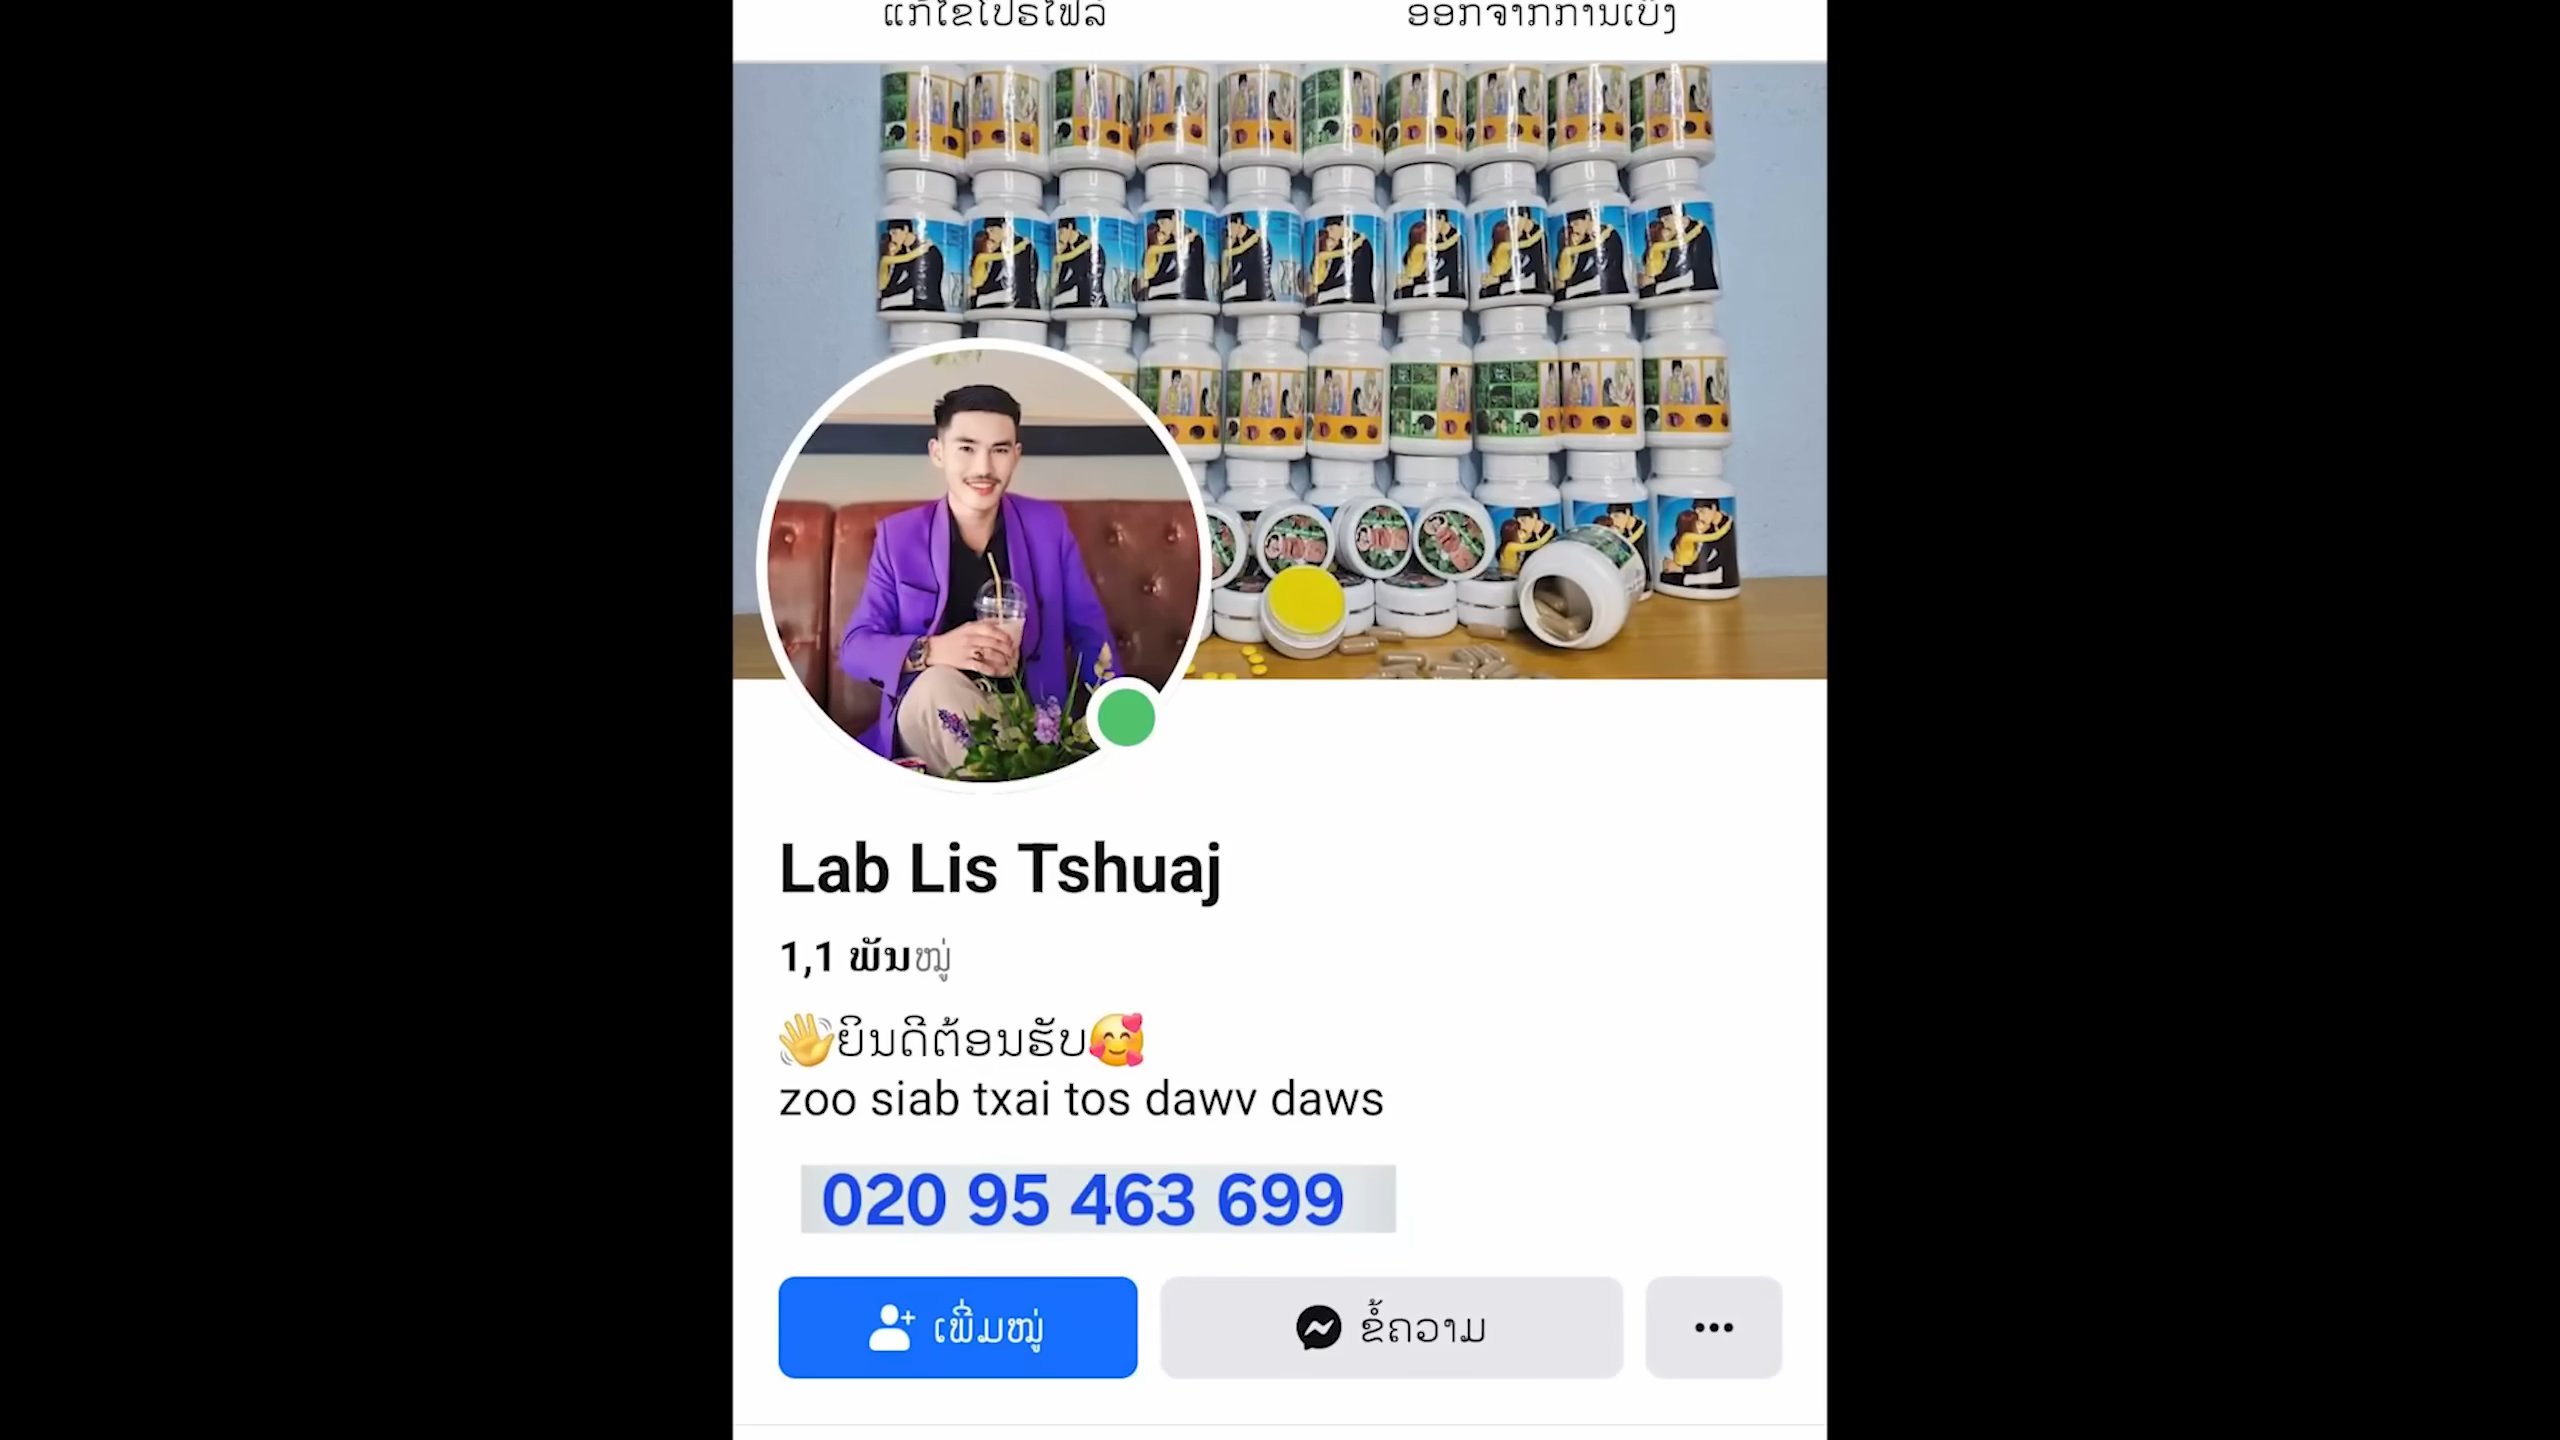 ແກ້ໄຂໂປຣໄຟລ໌
ອອກຈາກການເບິ່ງ
Lab Lis Tshuaj
1,1 ພັນໝູ່
👋ຍິນດີຕ້ອນຮັບ🥰
zoo siab txai tos dawv daws
020 95 463 699
ເພີ່ມໝູ່
ຂໍ້ຄວາມ